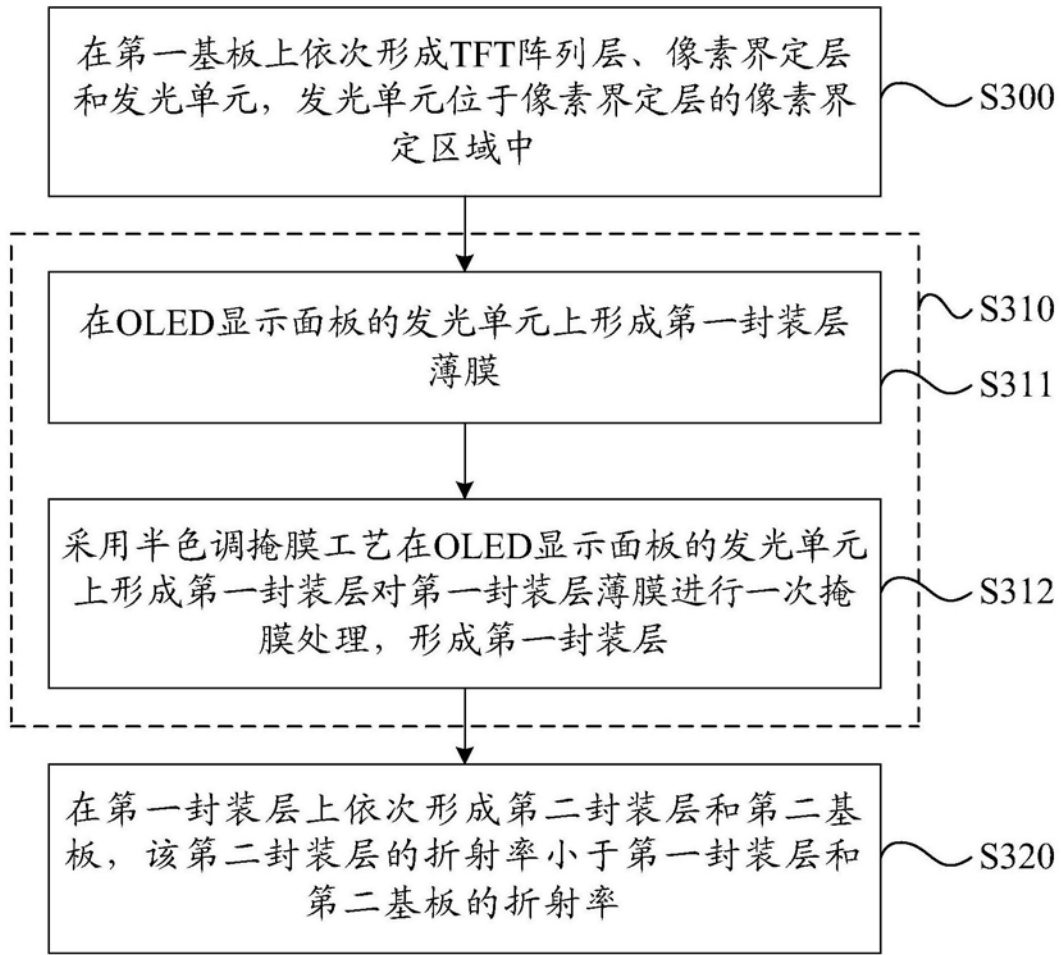 在第一基板上依次形成TFT阵列层、像素界定层
和发光单元，发光单元位于像素界定层的像素界
定区域中
S300
在OLED显示面板的发光单元上形成第一封装层
薄膜
S310
S311
采用半色调掩膜工艺在OLED显示面板的发光单元
上形成第一封装层对第一封装层薄膜进行一次掩
膜处理，形成第一封装层
S312
在第一封装层上依次形成第二封装层和第二基
板，该第二封装层的折射率小于第一封装层和
第二基板的折射率
S320